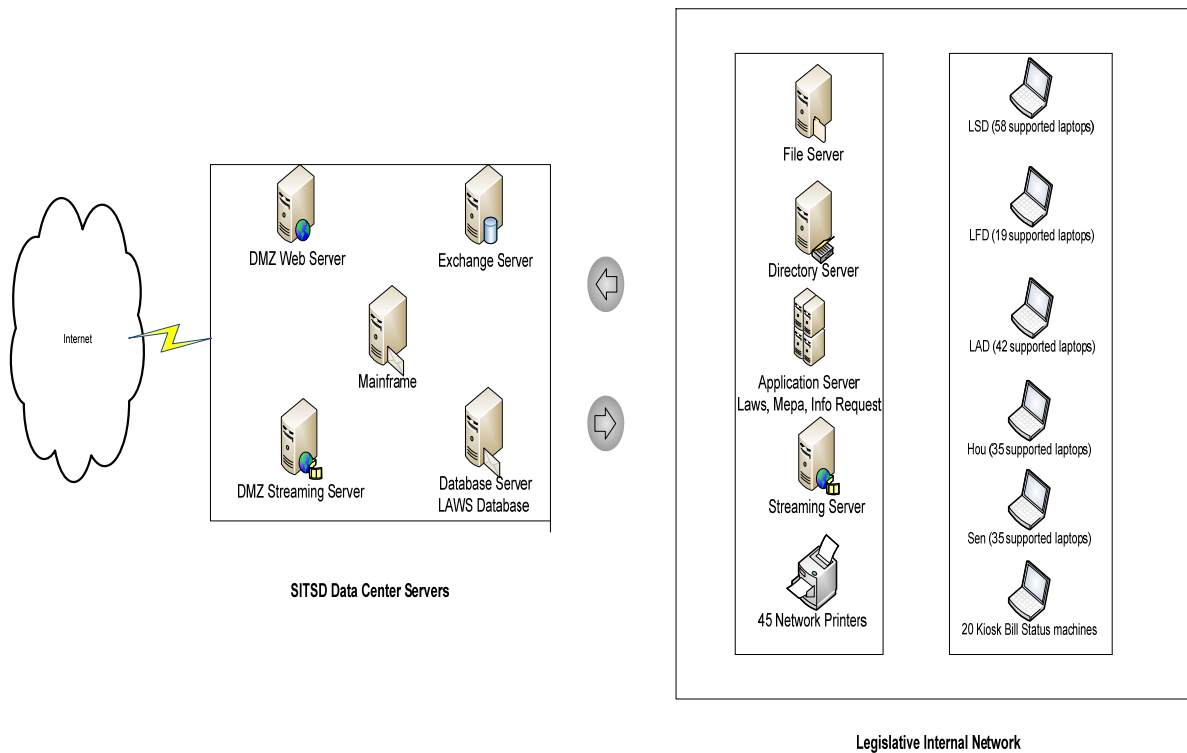 Internet
DMZ Web Server
Exchange Server
Mainframe
DMZ Streaming Server
Database Server
LAWS Database
SITSD Data Center Servers
File Server
Directory Server
Application Server
Laws, Mepa, Info Request
Streaming Server
45 Network Printers
LSD (58 supported laptops)
LFD (19 supported laptops)
LAD (42 supported laptops)
Hou (35 supported laptops)
Sen (35 supported laptops)
20 Kiosk Bill Status machines
Legislative Internal Network